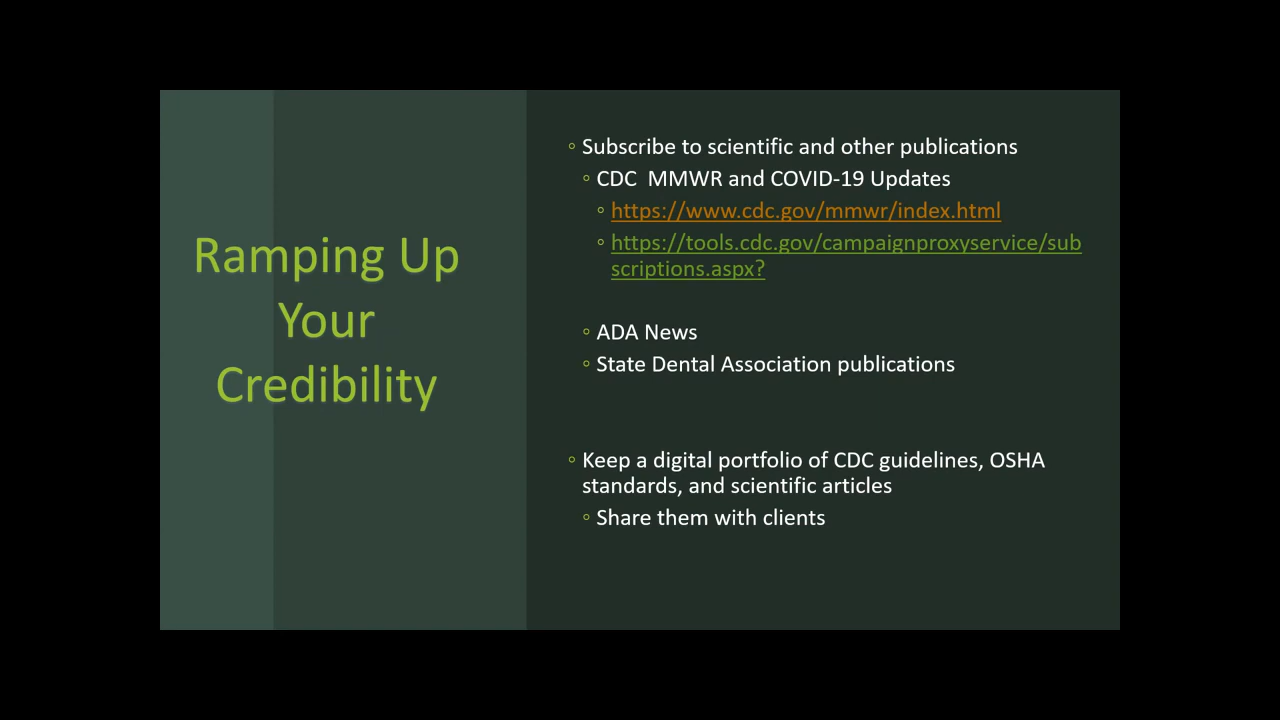 Ramping Up
Your
Credibility
◦ Subscribe to scientific and other publications
◦ CDC  MMWR and COVID-19 Updates
◦ https://www.cdc.gov/mmwr/index.html
◦ https://tools.cdc.gov/campaignproxyservice/sub
scriptions.aspx?
◦ ADA News
◦ State Dental Association publications
◦ Keep a digital portfolio of CDC guidelines, OSHA
standards, and scientific articles
◦ Share them with clients